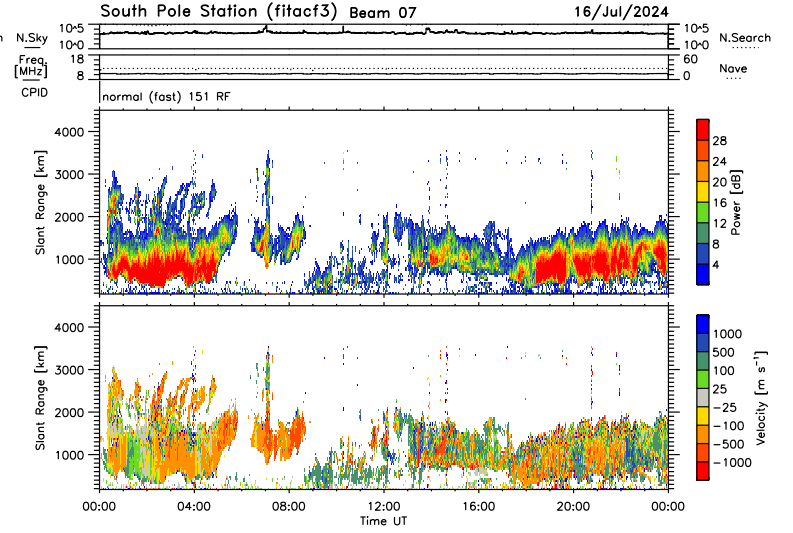 South Pole Station (fitacf3) Beam 07 16/Jul/2024
N.Sky 10^5 10^0 10^5 10^0 N.Search
Freq. [MHz] 18 8 60 0 Nave
CPID normal (fast) 151 RF
Slant Range [km] 4000 3000 2000 1000
28 24 20 16 12 8 4 Power [dB]
Slant Range [km] 4000 3000 2000 1000
1000 500 100 25 -25 -100 -500 -1000 Velocity [m s⁻¹]
00:00 04:00 08:00 12:00 16:00 20:00 00:00
Time UT